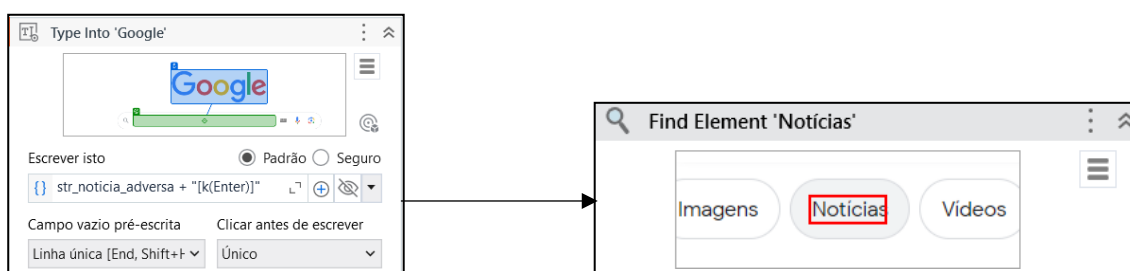 Type Into 'Google'
Google
Escrever isto
Padrão
Seguro
{} str_noticia_adversa + "[k(Enter)]"
Campo vazio pré-escrita
Clicar antes de escrever
Linha única [End, Shift+H
Único
Find Element 'Notícias'
Imagens
Notícias
Vídeos